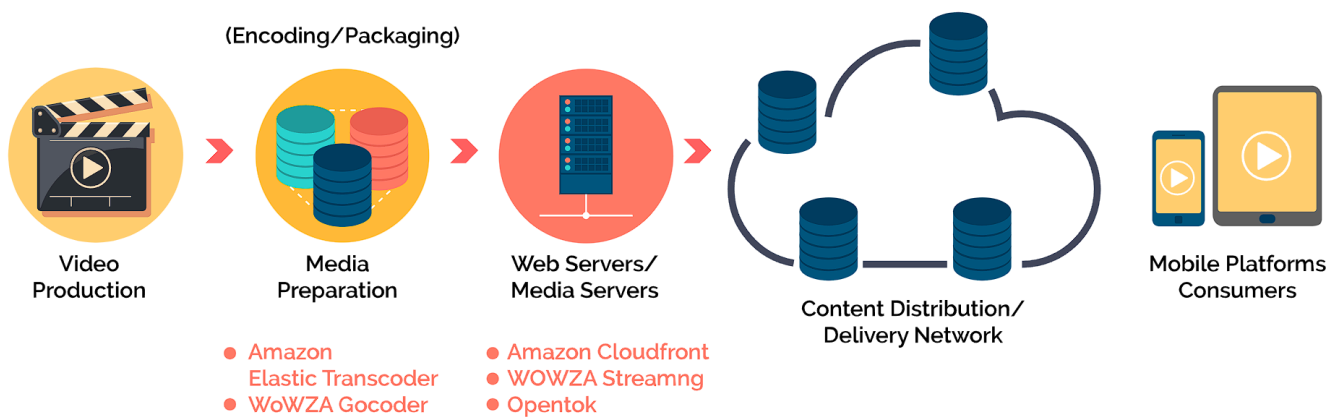 (Encoding/Packaging)
Video
Production
Media
Preparation
Web Servers/
Media Servers
Content Distribution/
Delivery Network
Mobile Platforms
Consumers
Amazon
Elastic Transcoder
WoWZA Gocoder
Amazon Cloudfront
WOWZA Streamng
Opentok